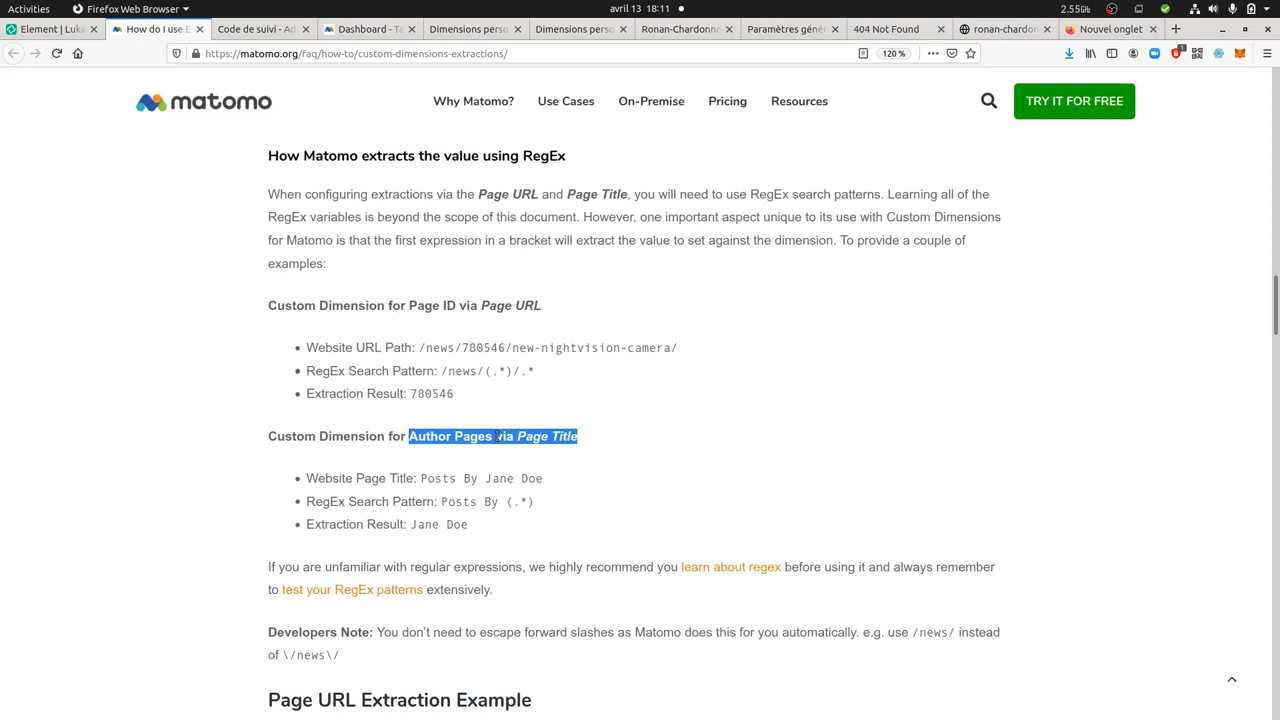 Activities
Firefox Web Browser
avril 13 18:11
2.55GHz
Element | Luka
How do I use E
Code de suivi - Ad
Dashboard - Ta
Dimensions perso
Dimensions perso
Ronan-Chardonne
Paramètres géné
404 Not Found
ronan-chardon
Nouvel onglet
https://matomo.org/faq/how-to/custom-dimensions-extractions/
120 %
1
matomo
Why Matomo?
Use Cases
On-Premise
Pricing
Resources
TRY IT FOR FREE
How Matomo extracts the value using RegEx
When configuring extractions via the Page URL and Page Title, you will need to use RegEx search patterns. Learning all of the
RegEx variables is beyond the scope of this document. However, one important aspect unique to its use with Custom Dimensions
for Matomo is that the first expression in a bracket will extract the value to set against the dimension. To provide a couple of
examples:
Custom Dimension for Page ID via Page URL
• Website URL Path: /news/780546/new-nightvision-camera/
• RegEx Search Pattern: /news/(.*)/.*
• Extraction Result: 780546
Custom Dimension for Author Pages via Page Title
• Website Page Title: Posts By Jane Doe
• RegEx Search Pattern: Posts By (.*)
• Extraction Result: Jane Doe
If you are unfamiliar with regular expressions, we highly recommend you learn about regex before using it and always remember
to test your RegEx patterns extensively.
Developers Note: You don’t need to escape forward slashes as Matomo does this for you automatically. e.g. use /news/ instead
of \/news\/
Page URL Extraction Example